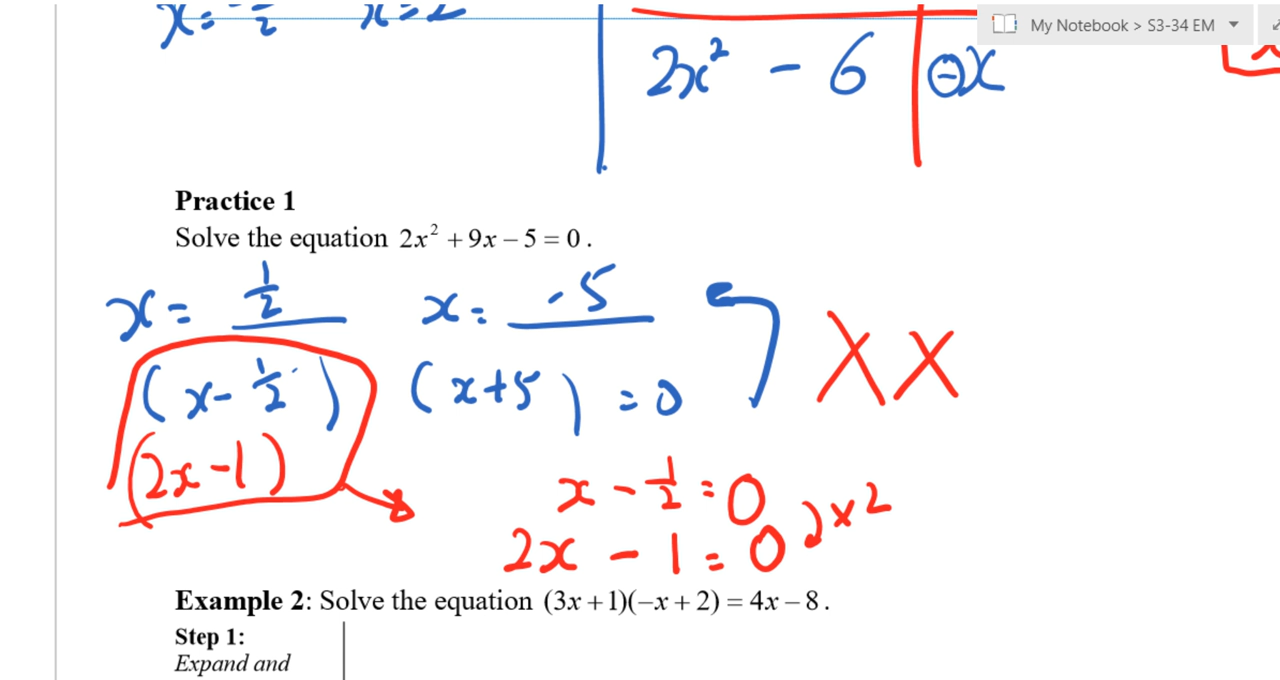 x = - 1/2 x = 2
My Notebook > S3-34 EM
2x² - 6 | -x
Practice 1
Solve the equation 2x² + 9x – 5 = 0.
x = 1/2 x = -5
(x - 1/2) (x+5) = 0 X X
(2x-1)
x - 1/2 = 0
2x - 1 = 0 x2
Example 2: Solve the equation (3x + 1)(–x + 2) = 4x – 8.
Step 1:
Expand and